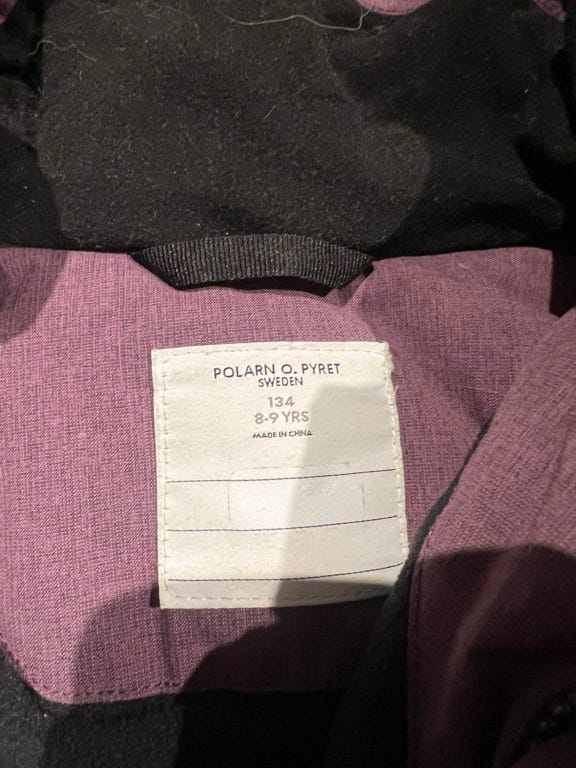 POLARN O. PYRET
SWEDEN
134
8-9 YRS
MADE IN CHINA